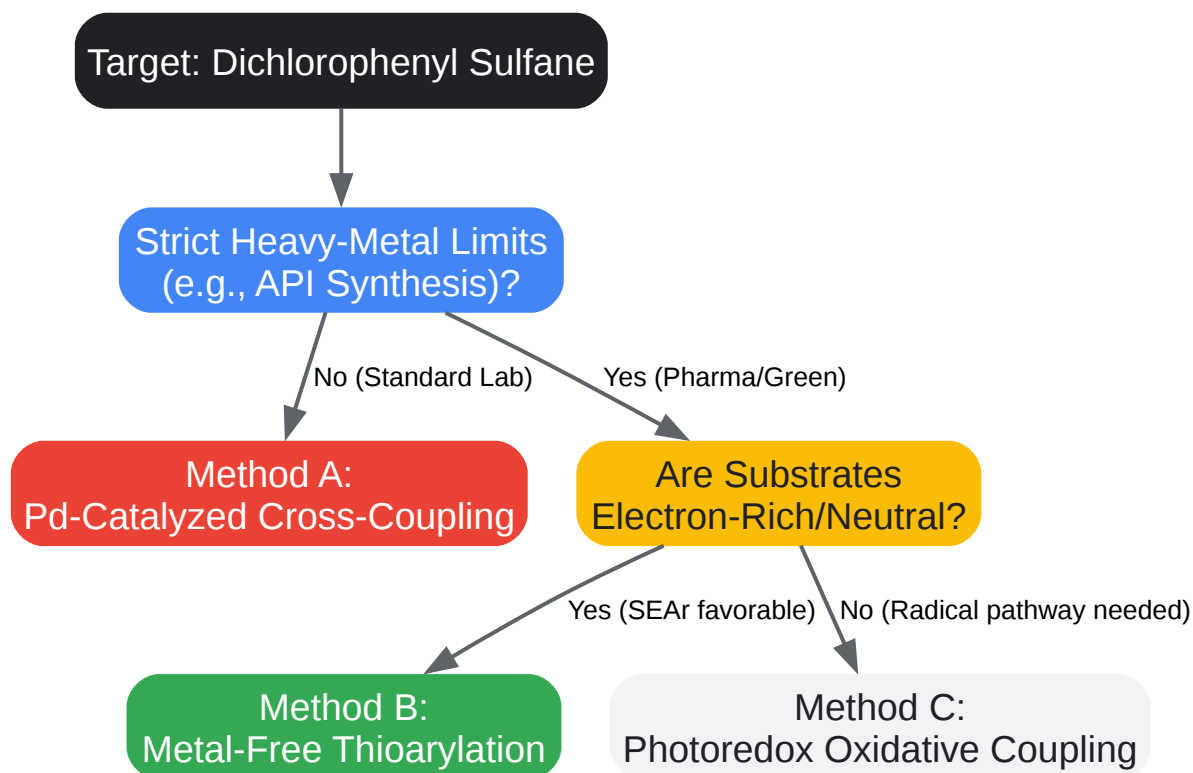 Target: Dichlorophenyl Sulfane
Strict Heavy-Metal Limits
(e.g., API Synthesis)?
No (Standard Lab)
Yes (Pharma/Green)
Method A:
Pd-Catalyzed Cross-Coupling
Are Substrates
Electron-Rich/Neutral?
Yes (SEAr favorable)
No (Radical pathway needed)
Method B:
Metal-Free Thioarylation
Method C:
Photoredox Oxidative Coupling